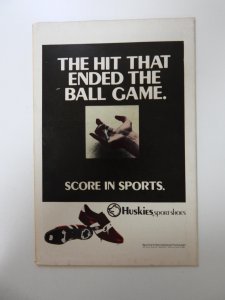 THE HIT THAT
ENDED THE
BALL GAME.
SCORE IN SPORTS.
Huskies, sport shoes